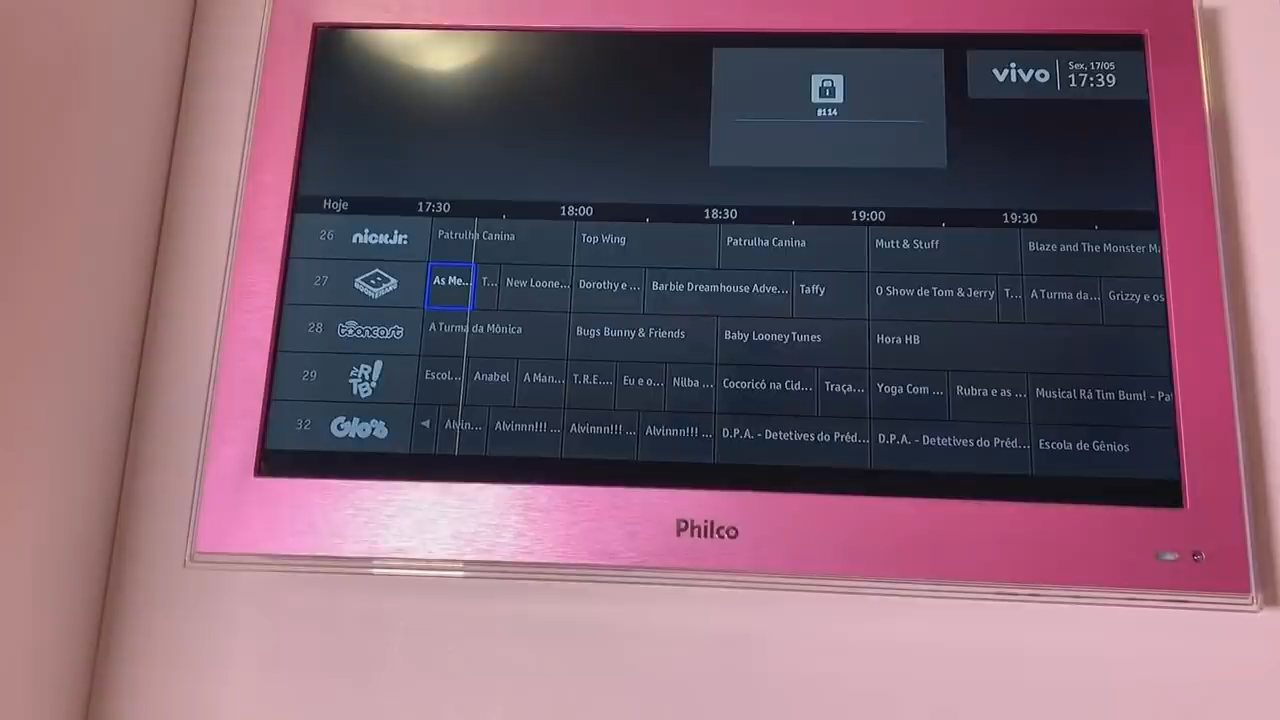 8114
vivo
Sex, 17/05
17:39
Hoje 17:30 18:00 18:30 19:00 19:30
26 nick jr. Patrulha Canina Top Wing Patrulha Canina Mutt & Stuff Blaze and The Monster Ma
27 BOOMERANG As Me... T... New Loone... Dorothy e ... Barbie Dreamhouse Adve... Taffy O Show de Tom & Jerry T... A Turma da... Grizzy e os
28 tooncast A Turma da Mônica Bugs Bunny & Friends Baby Looney Tunes Hora HB
29 ZRÁ TIBUM! Escol... Anabel A Man... T.R.E.... Eu e o... Nilba ... Cocoricó na Cid... Traça... Yoga Com ... Rubra e as ... Musical Rá Tim Bum! - Pa
32 Gloob Alvin... Alvinnn!!! ... Alvinnn!!! ... Alvinnn!!! ... D.P.A. - Detetives do Préd... D.P.A. - Detetives do Préd... Escola de Gênios
Philco